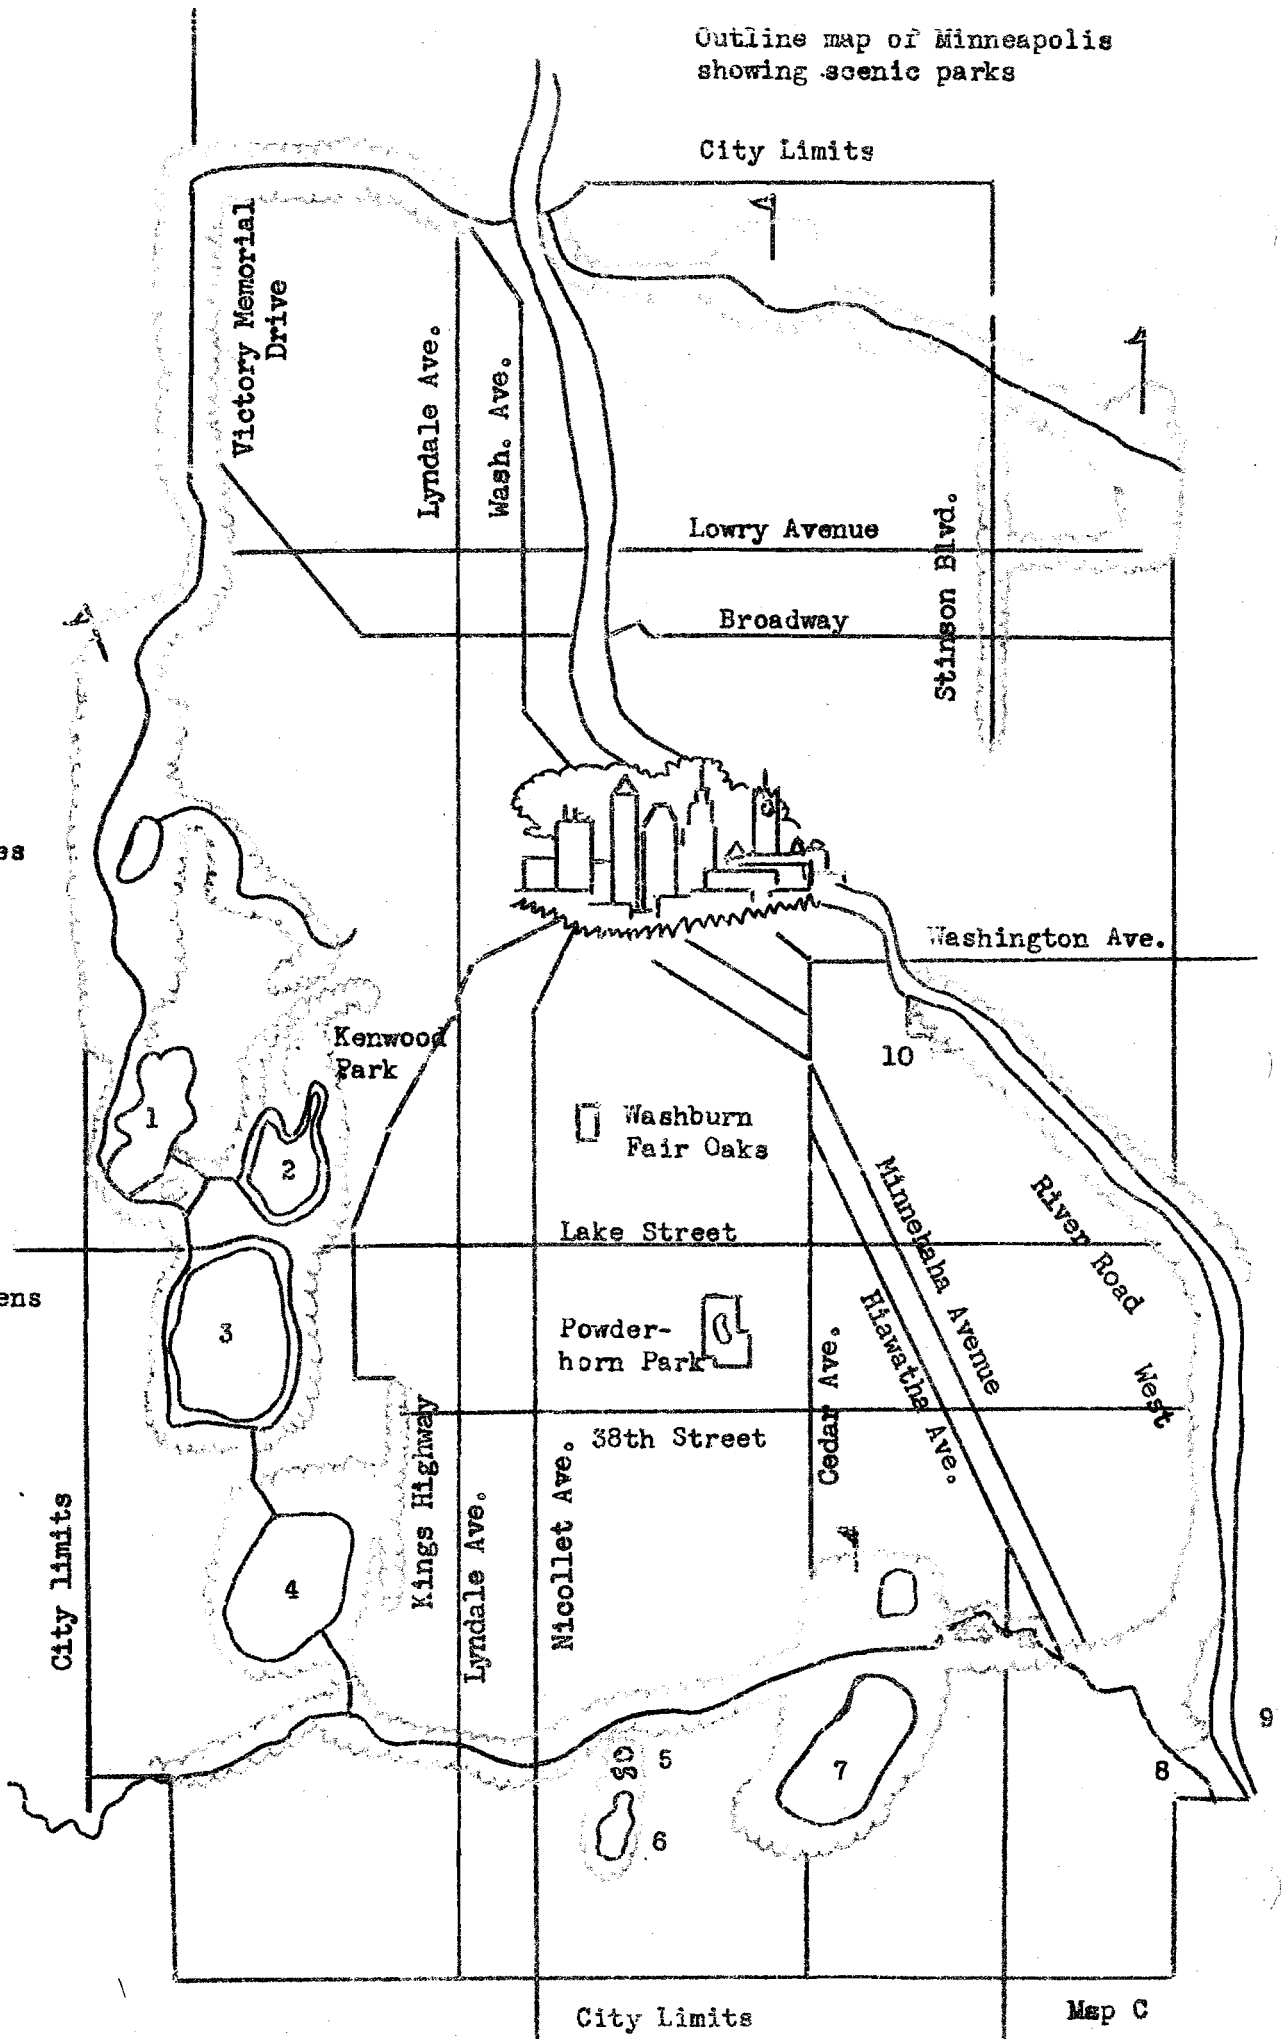 Outline map of Minneapolis
showing scenic parks
City Limits
Victory Memorial
Drive
Lyndale Ave.
Wash. Ave.
Lowry Avenue
Stinson Blvd.
Broadway
es
Washington Ave.
Kenwood
Park
10
1
Washburn
Fair Oaks
2
Minnehaha Avenue
River Road West
Lake Street
ens
3
Powder-
horn Park
Hiawatha Ave.
Cedar Ave.
38th Street
Kings Highway
Lyndale Ave.
Nicollet Ave.
City limits
4
9
5
7
8
6
City Limits
Map C